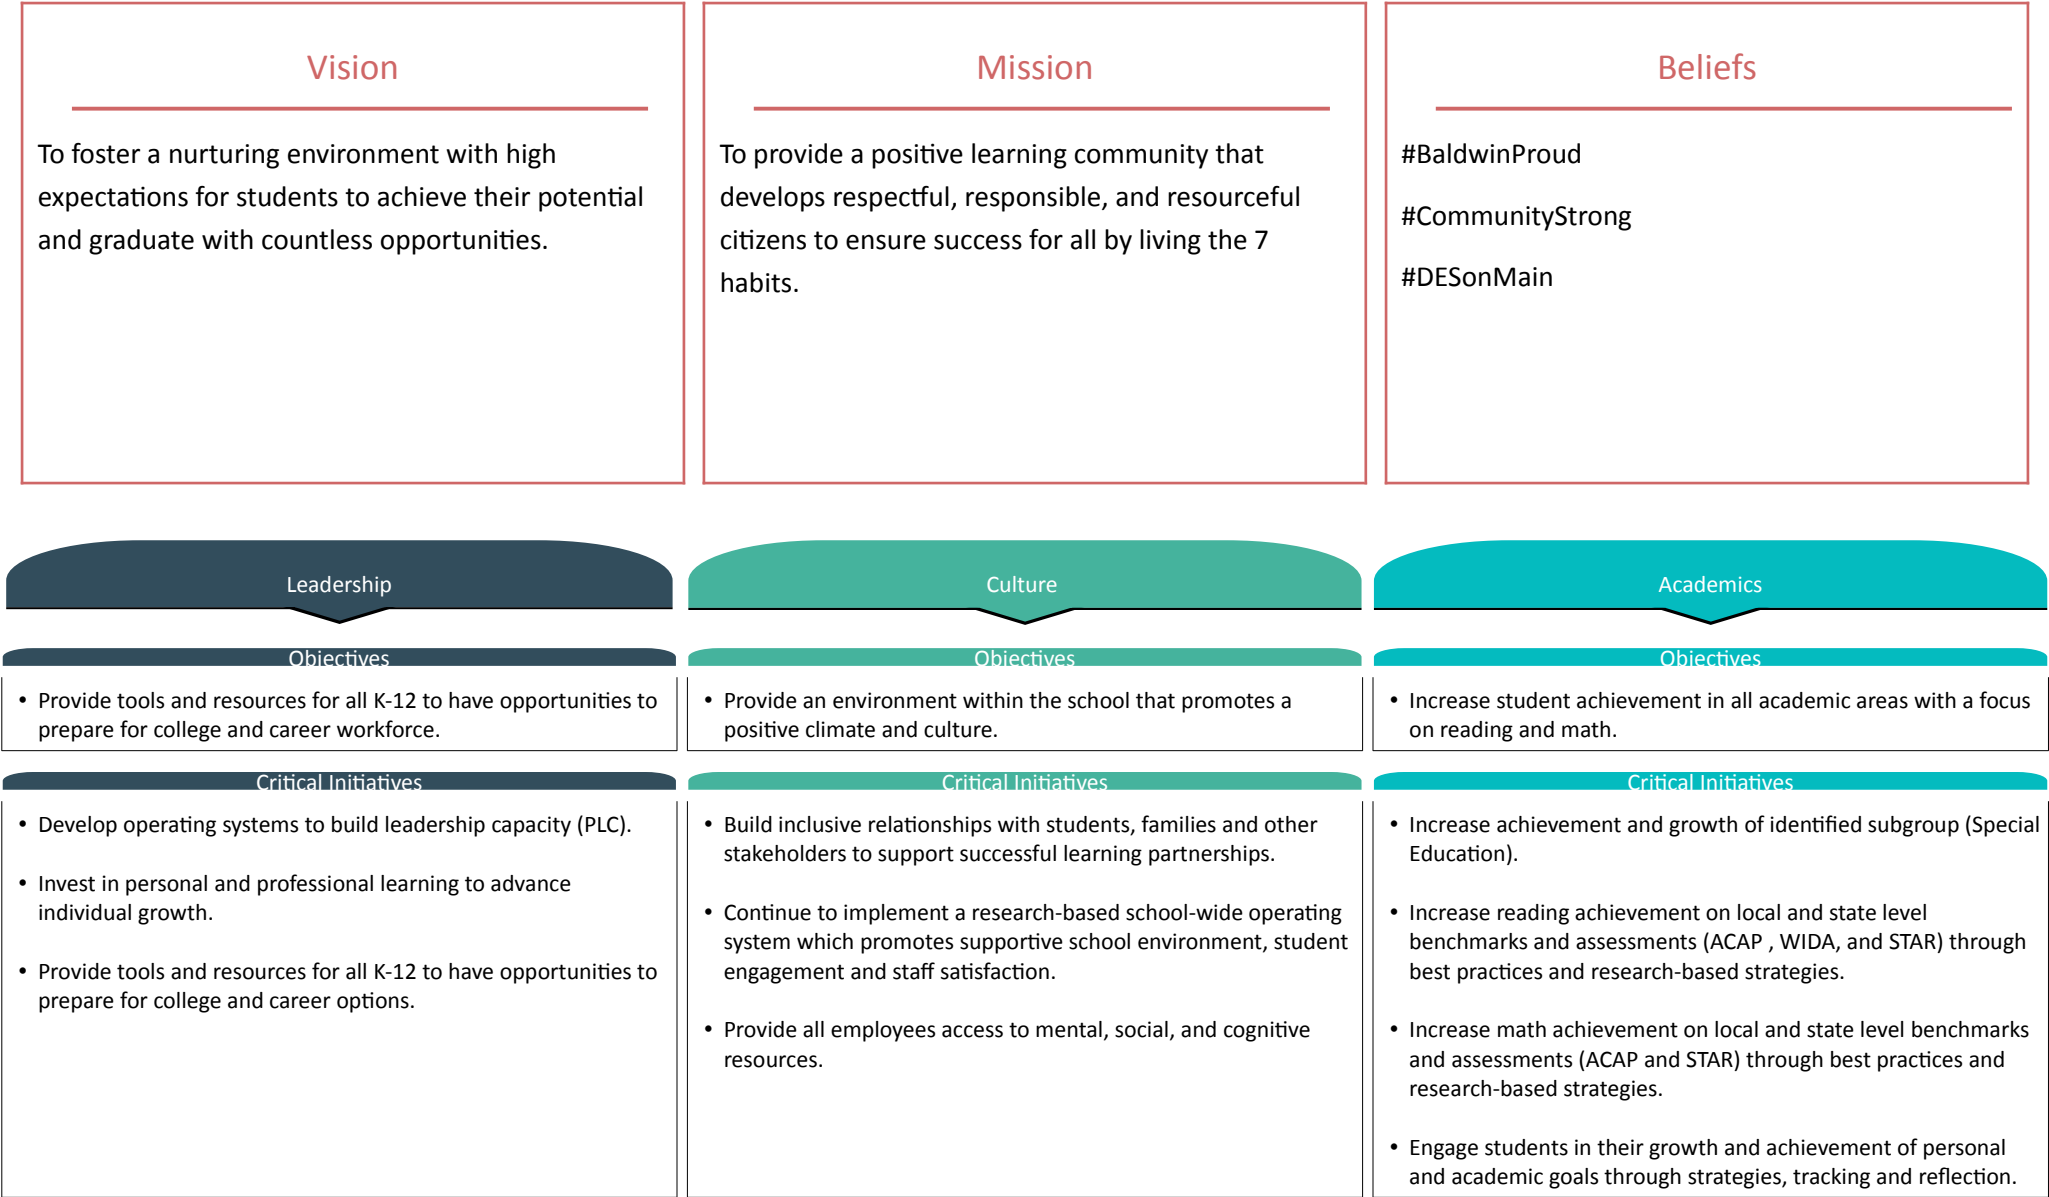 Vision
To foster a nurturing environment with high
expectations for students to achieve their potential
and graduate with countless opportunities.
Mission
To provide a positive learning community that
develops respectful, responsible, and resourceful
citizens to ensure success for all by living the 7
habits.
Beliefs
#BaldwinProud
#CommunityStrong
#DESonMain
Leadership
Objectives
• Provide tools and resources for all K-12 to have opportunities to
prepare for college and career workforce.
Critical Initiatives
• Develop operating systems to build leadership capacity (PLC).
• Invest in personal and professional learning to advance
individual growth.
• Provide tools and resources for all K-12 to have opportunities to
prepare for college and career options.
Culture
Objectives
• Provide an environment within the school that promotes a
positive climate and culture.
Critical Initiatives
• Build inclusive relationships with students, families and other
stakeholders to support successful learning partnerships.
• Continue to implement a research-based school-wide operating
system which promotes supportive school environment, student
engagement and staff satisfaction.
• Provide all employees access to mental, social, and cognitive
resources.
Academics
Objectives
• Increase student achievement in all academic areas with a focus
on reading and math.
Critical Initiatives
• Increase achievement and growth of identified subgroup (Special
Education).
• Increase reading achievement on local and state level
benchmarks and assessments (ACAP , WIDA, and STAR) through
best practices and research-based strategies.
• Increase math achievement on local and state level benchmarks
and assessments (ACAP and STAR) through best practices and
research-based strategies.
• Engage students in their growth and achievement of personal
and academic goals through strategies, tracking and reflection.